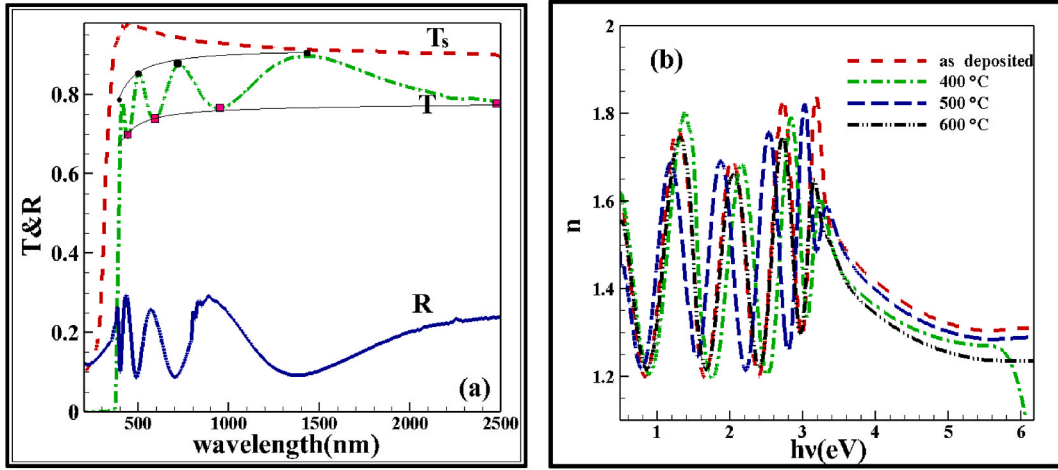 T&R
0.8
0.6
0.4
0.2
0
500
1000
1500
2000
2500
wavelength(nm)
Ts
T
R
(a)
n
2
1.8
1.6
1.4
1.2
1
2
3
4
5
6
hν(eV)
(b)
as deposited
400 °C
500 °C
600 °C